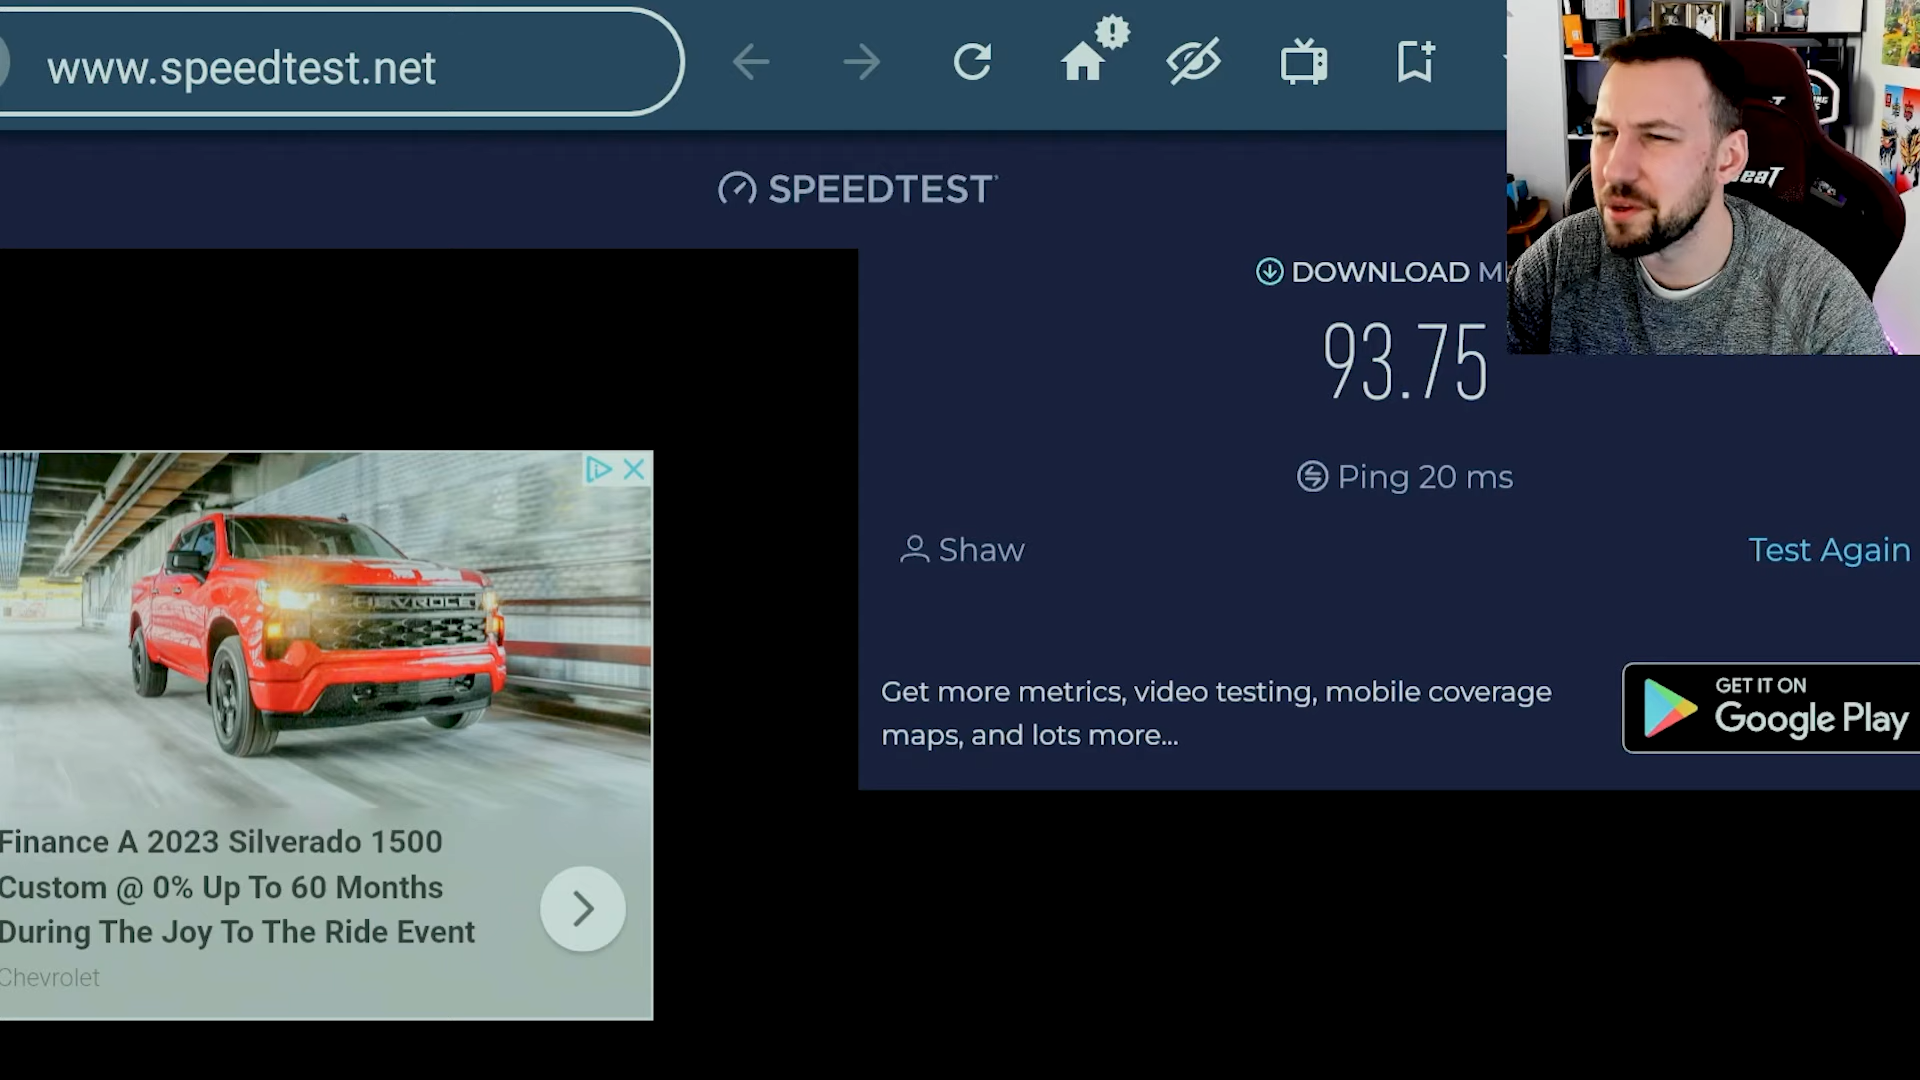 www.speedtest.net
SPEEDTEST
DOWNLOAD
93.75
Ping 20 ms
Shaw
Test Again
Get more metrics, video testing, mobile coverage
maps, and lots more...
GET IT ON
Google Play
CHEVROLET
Finance A 2023 Silverado 1500
Custom @ 0% Up To 60 Months
During The Joy To The Ride Event
Chevrolet